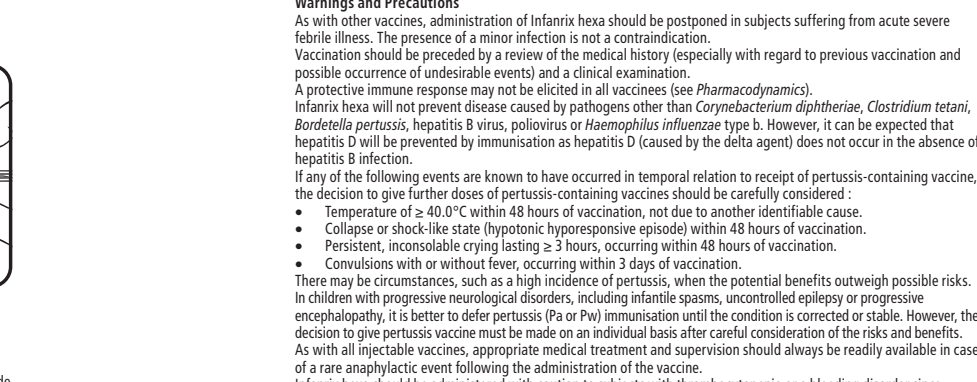 Warnings and Precautions
As with other vaccines, administration of Infanrix hexa should be postponed in subjects suffering from acute severe
febrile illness. The presence of a minor infection is not a contraindication.
Vaccination should be preceded by a review of the medical history (especially with regard to previous vaccination and
possible occurrence of undesirable events) and a clinical examination.
A protective immune response may not be elicited in all vaccinees (see Pharmacodynamics).
Infanrix hexa will not prevent disease caused by pathogens other than Corynebacterium diphtheriae, Clostridium tetani,
Bordetella pertussis, hepatitis B virus, poliovirus or Haemophilus influenzae type b. However, it can be expected that
hepatitis D will be prevented by immunisation as hepatitis D (caused by the delta agent) does not occur in the absence of
hepatitis B infection.
If any of the following events are known to have occurred in temporal relation to receipt of pertussis-containing vaccine,
the decision to give further doses of pertussis-containing vaccines should be carefully considered :
• Temperature of ≥ 40.0°C within 48 hours of vaccination, not due to another identifiable cause.
• Collapse or shock-like state (hypotonic hyporesponsive episode) within 48 hours of vaccination.
• Persistent, inconsolable crying lasting ≥ 3 hours, occurring within 48 hours of vaccination.
• Convulsions with or without fever, occurring within 3 days of vaccination.
There may be circumstances, such as a high incidence of pertussis, when the potential benefits outweigh possible risks.
In children with progressive neurological disorders, including infantile spasms, uncontrolled epilepsy or progressive
encephalopathy, it is better to defer pertussis (Pa or Pw) immunisation until the condition is corrected or stable. However, the
decision to give pertussis vaccine must be made on an individual basis after careful consideration of the risks and benefits.
As with all injectable vaccines, appropriate medical treatment and supervision should always be readily available in case
of a rare anaphylactic event following the administration of the vaccine.